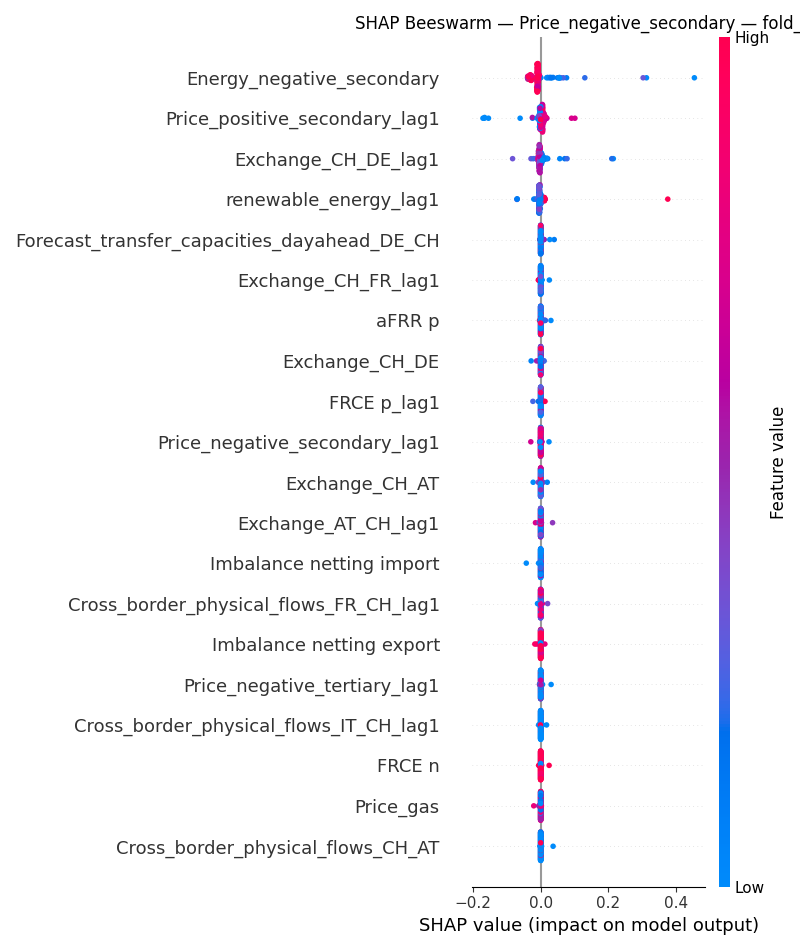 SHAP Beeswarm — Price_negative_secondary — fold_
High
Energy_negative_secondary
Price_positive_secondary_lag1
Exchange_CH_DE_lag1
renewable_energy_lag1
Forecast_transfer_capacities_dayahead_DE_CH
Exchange_CH_FR_lag1
aFRR p
Exchange_CH_DE
FRCE p_lag1
Price_negative_secondary_lag1
Exchange_CH_AT
Exchange_AT_CH_lag1
Imbalance netting import
Cross_border_physical_flows_FR_CH_lag1
Imbalance netting export
Price_negative_tertiary_lag1
Cross_border_physical_flows_IT_CH_lag1
FRCE n
Price_gas
Cross_border_physical_flows_CH_AT
Feature value
Low
−0.2 0.0 0.2 0.4
SHAP value (impact on model output)